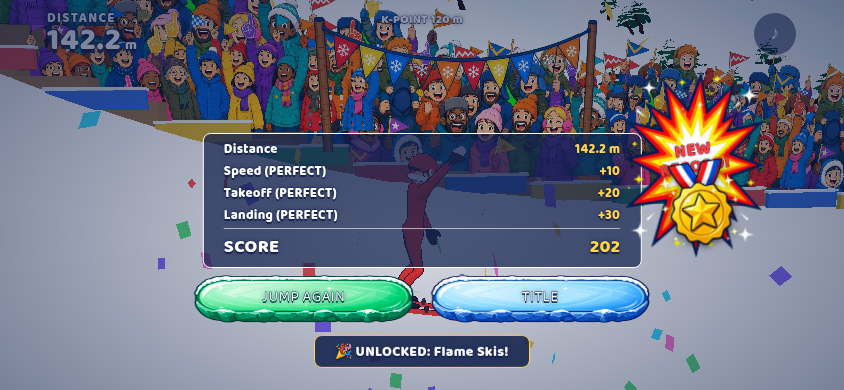 DISTANCE
142.2 m
K-POINT 120 m
Distance 142.2 m
Speed (PERFECT) +10
Takeoff (PERFECT) +20
Landing (PERFECT) +30
SCORE 202
NEW
JUMP AGAIN
TITLE
🎉 UNLOCKED: Flame Skis!